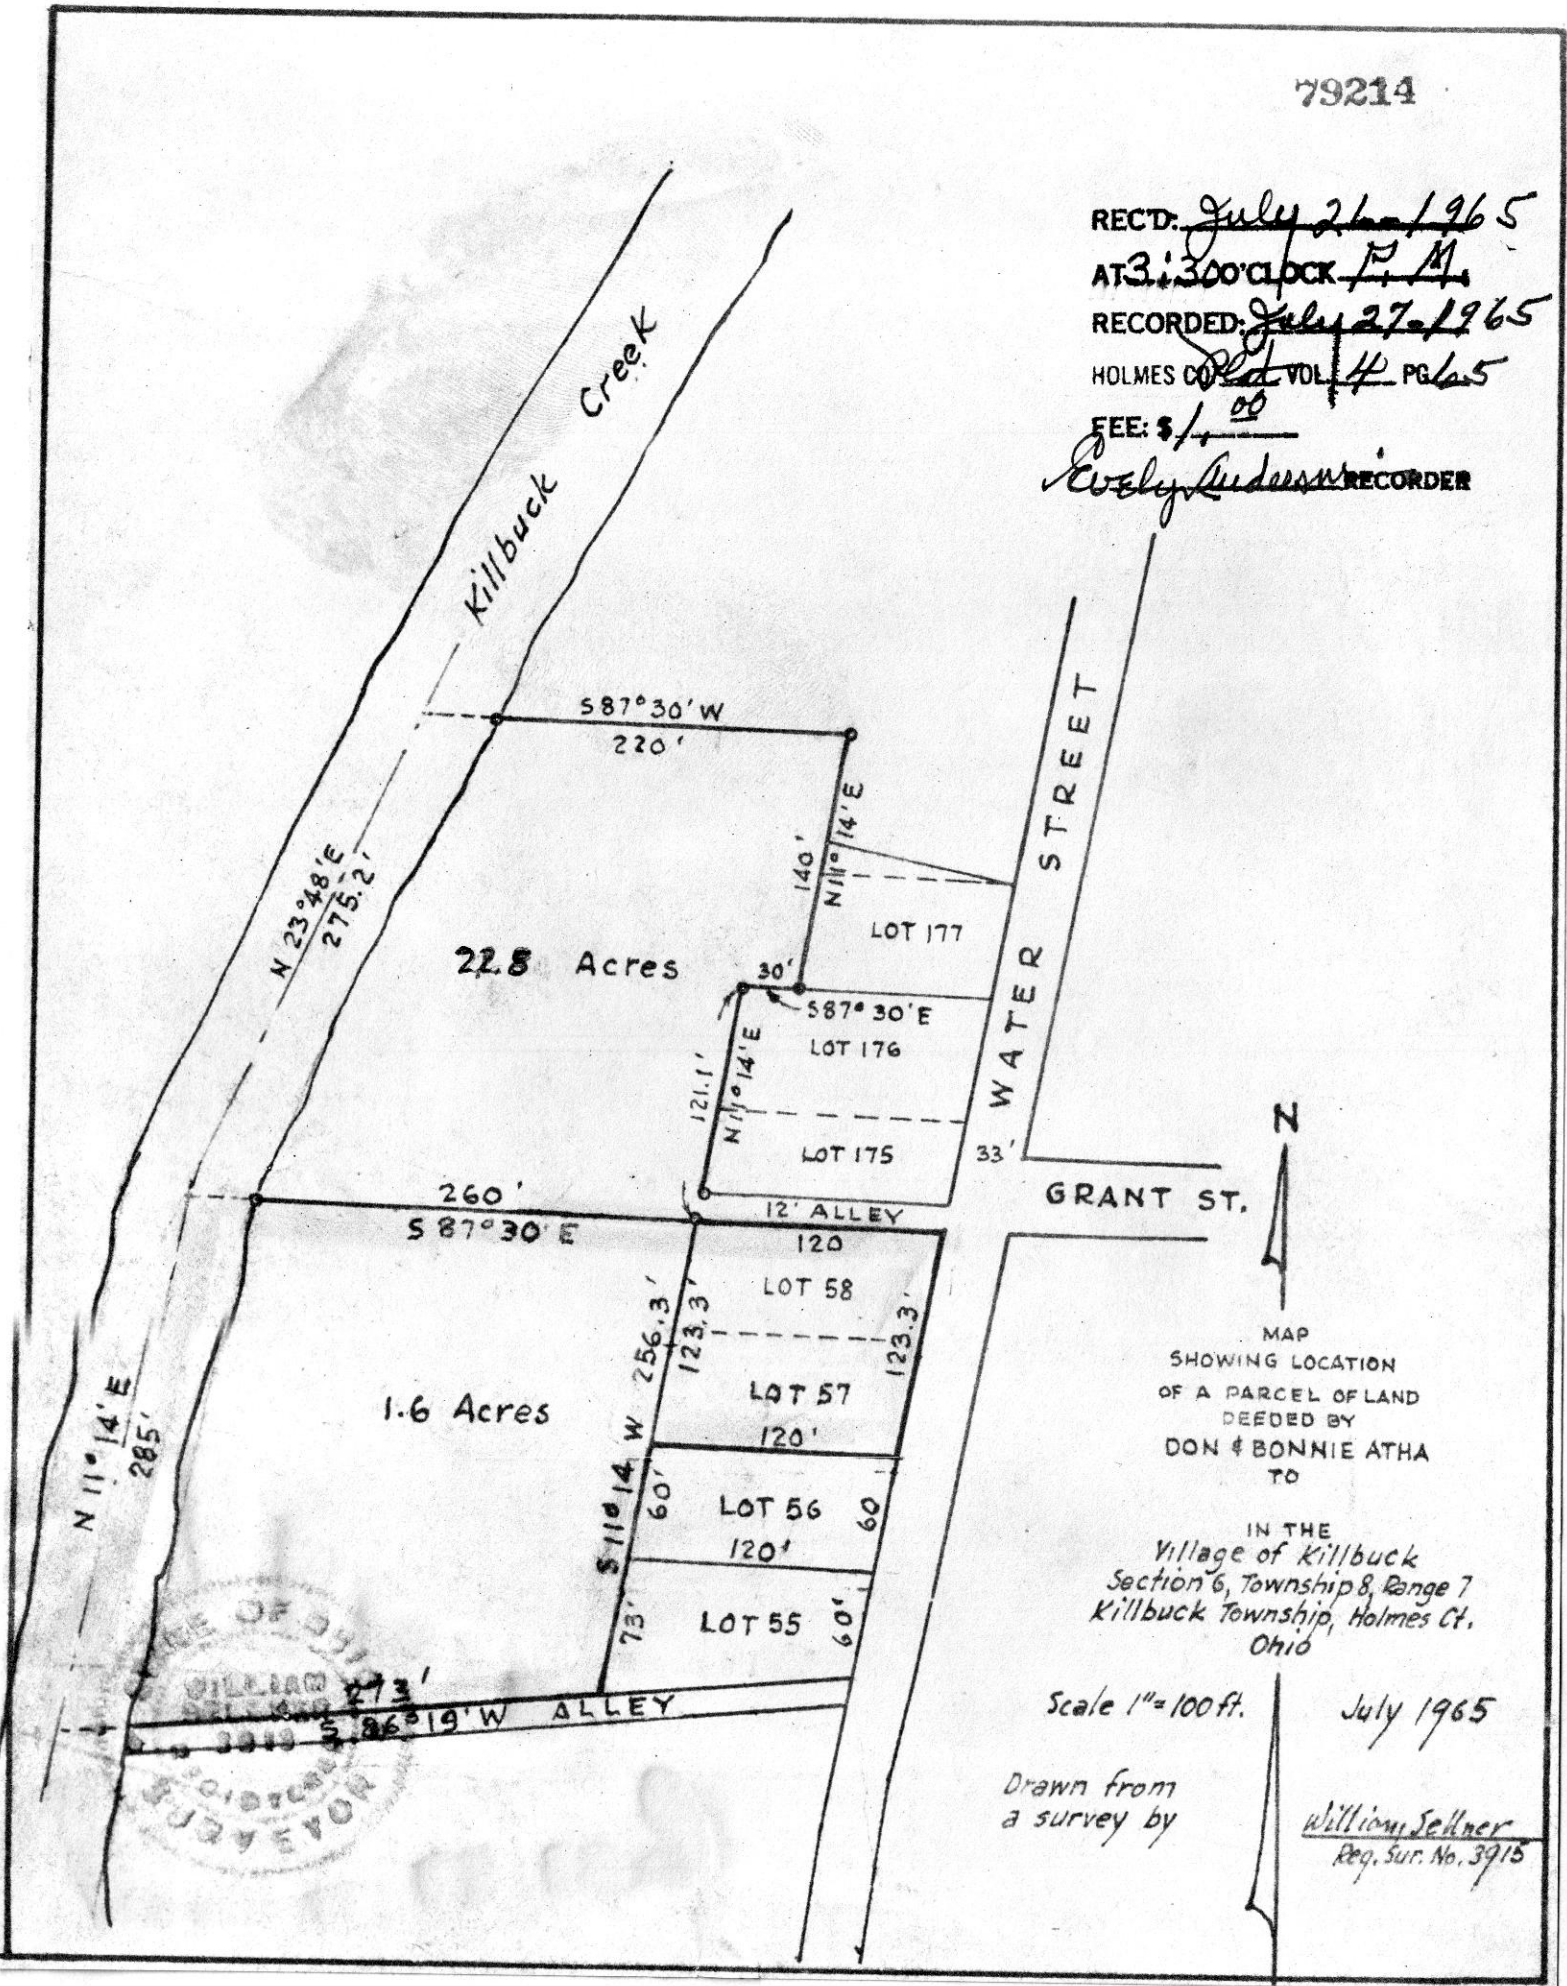 79214
REC'D: July 26-1965
AT 3:30 O'CLOCK P. M.
RECORDED: July 27-1965
HOLMES CO. Plat VOL. 4 PG 65
FEE: $ 1.00
Evelyn Anderson RECORDER
Killbuck Creek
S 87° 30' W
220'
N 11° 14' E
140'
N 23° 48' E
275.2'
LOT 177
2.28 Acres
30'
S 87° 30' E
LOT 176
121.1'
N 11° 14' E
LOT 175
WATER STREET
33'
GRANT ST.
N
12' ALLEY
260'
S 87° 30' E
120
LOT 58
256.3'
123.3'
123.3'
LOT 57
120'
1.6 Acres
N 11° 14' E
285'
S 11° 14 W
60'
LOT 56
60
120'
73'
LOT 55
60'
273'
S 86° 19' W ALLEY
MAP
SHOWING LOCATION
OF A PARCEL OF LAND
DEEDED BY
DON & BONNIE ATHA
TO
IN THE
Village of Killbuck
Section 6, Township 8, Range 7
Killbuck Township, Holmes Ct.
Ohio
Scale 1"=100 ft.
July 1965
Drawn from
a survey by
William Sellner
Reg. Sur. No. 3915
OF
WILLIAM